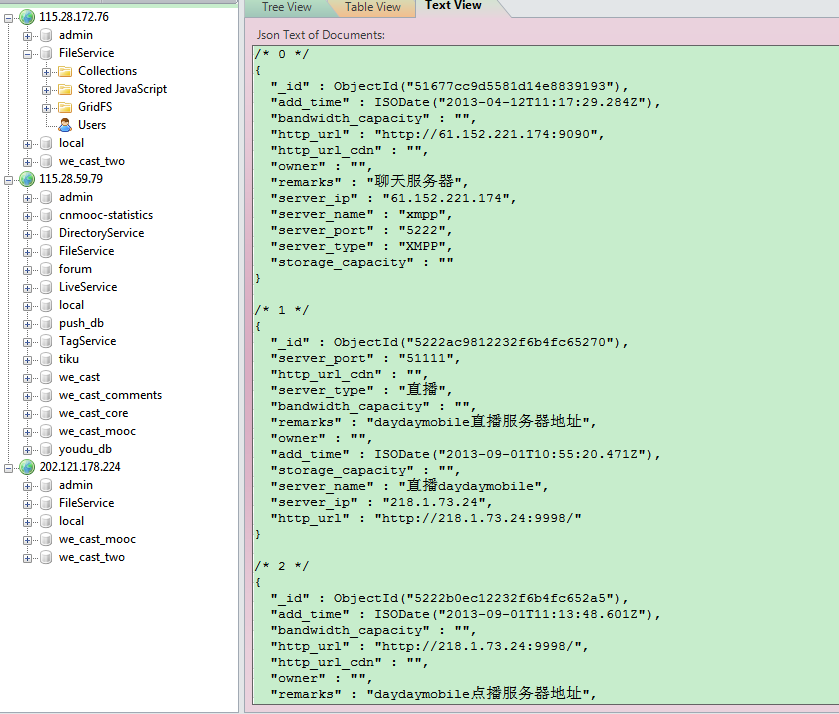 115.28.172.76
admin
FileService
Collections
Stored JavaScript
GridFS
Users
local
we_cast_two
115.28.59.79
admin
cnmooc-statistics
DirectoryService
FileService
forum
LiveService
local
push_db
TagService
tiku
we_cast
we_cast_comments
we_cast_core
we_cast_mooc
youdu_db
202.121.178.224
admin
FileService
local
we_cast_mooc
we_cast_two
Tree View Table View Text View
Json Text of Documents:
/* 0 */
{
"_id" : ObjectId("51677cc9d5581d14e8839193"),
"add_time" : ISODate("2013-04-12T11:17:29.284Z"),
"bandwidth_capacity" : "",
"http_url" : "http://61.152.221.174:9090",
"http_url_cdn" : "",
"owner" : "",
"remarks" : "聊天服务器",
"server_ip" : "61.152.221.174",
"server_name" : "xmpp",
"server_port" : "5222",
"server_type" : "XMPP",
"storage_capacity" : ""
}
/* 1 */
{
"_id" : ObjectId("5222ac9812232f6b4fc65270"),
"server_port" : "51111",
"http_url_cdn" : "",
"server_type" : "直播",
"bandwidth_capacity" : "",
"remarks" : "daydaymobile直播服务器地址",
"owner" : "",
"add_time" : ISODate("2013-09-01T10:55:20.471Z"),
"storage_capacity" : "",
"server_name" : "直播daydaymobile",
"server_ip" : "218.1.73.24",
"http_url" : "http://218.1.73.24:9998/"
}
/* 2 */
{
"_id" : ObjectId("5222b0ec12232f6b4fc652a5"),
"add_time" : ISODate("2013-09-01T11:13:48.601Z"),
"bandwidth_capacity" : "",
"http_url" : "http://218.1.73.24:9998/",
"http_url_cdn" : "",
"owner" : "",
"remarks" : "daydaymobile点播服务器地址",